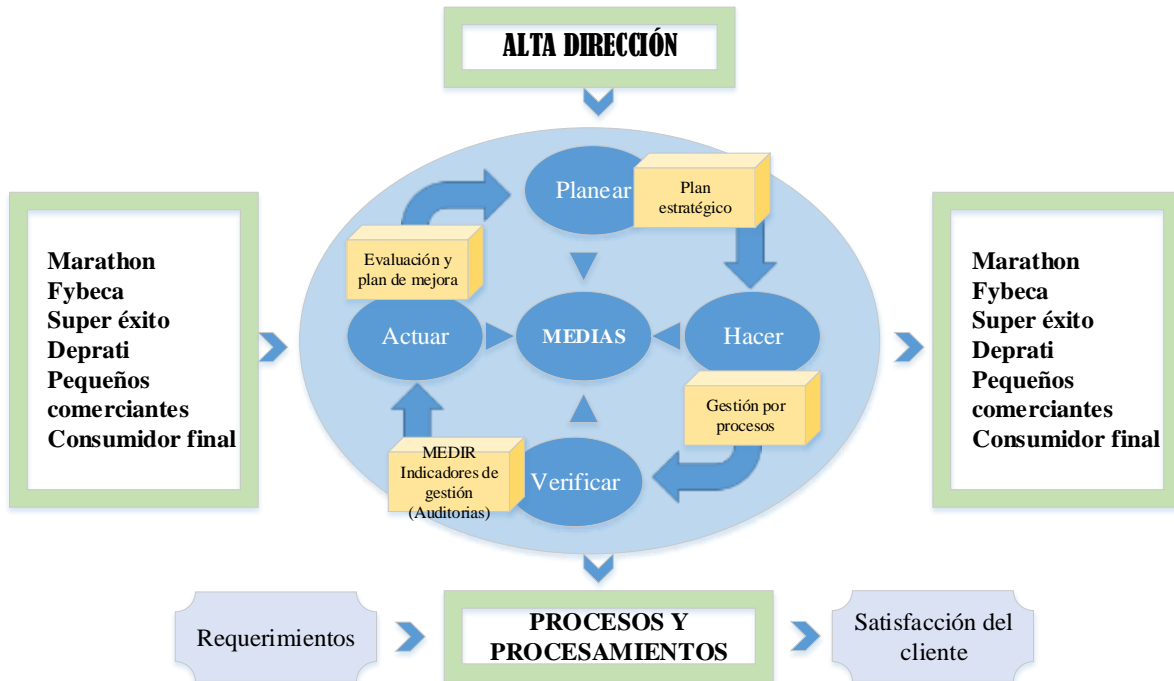 ALTA DIRECCIÓN
Planear
Plan
estratégico
Evaluación y
plan de mejora
Marathon
Fybeca
Super éxito
Deprati
Pequeños
comerciantes
Consumidor final
Actuar
MEDIAS
Hacer
Marathon
Fybeca
Super éxito
Deprati
Pequeños
comerciantes
Consumidor final
Gestión por
procesos
MEDIR
Indicadores de
gestión
(Auditorias)
Verificar
Requerimientos
PROCESOS Y
PROCESAMIENTOS
Satisfacción del
cliente